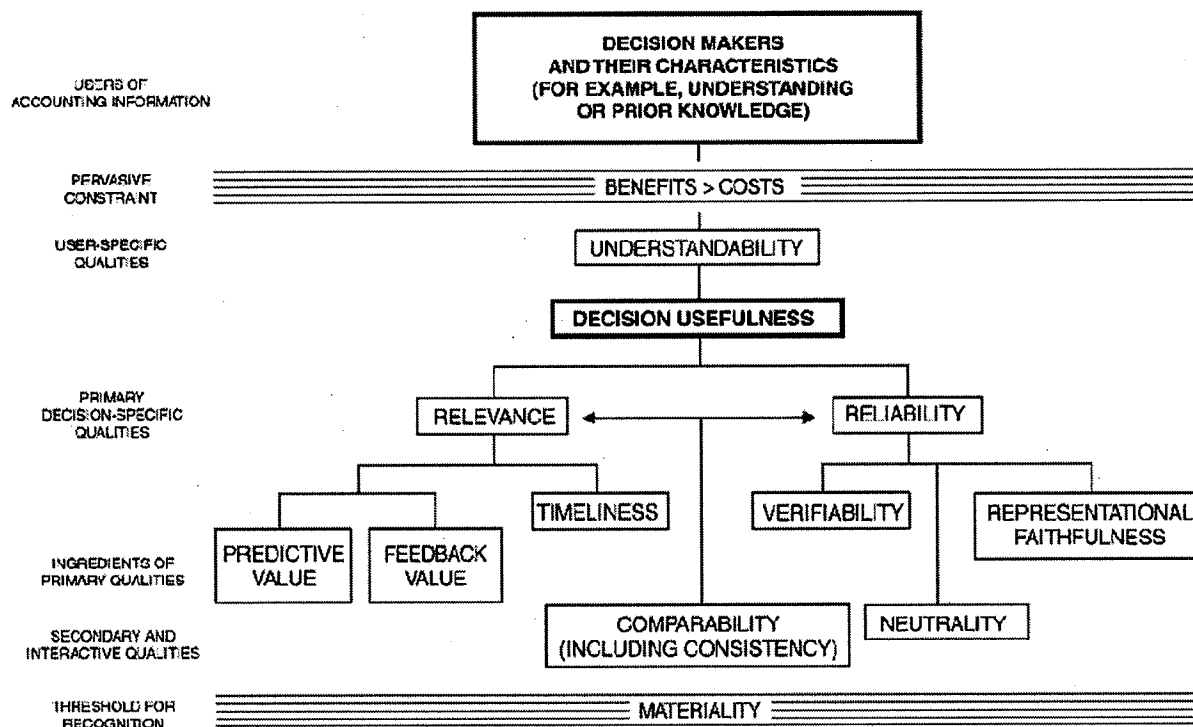 DECISION MAKERS
AND THEIR CHARACTERISTICS
(FOR EXAMPLE, UNDERSTANDING
OR PRIOR KNOWLEDGE)
USERS OF
ACCOUNTING INFORMATION
PERVASIVE
CONSTRAINT
BENEFITS > COSTS
USER-SPECIFIC
QUALITIES
UNDERSTANDABILITY
DECISION USEFULNESS
PRIMARY
DECISION-SPECIFIC
QUALITIES
RELEVANCE
RELIABILITY
TIMELINESS
VERIFIABILITY
REPRESENTATIONAL
FAITHFULNESS
INGREDIENTS OF
PRIMARY QUALITIES
PREDICTIVE
VALUE
FEEDBACK
VALUE
SECONDARY AND
INTERACTIVE QUALITIES
COMPARABILITY
(INCLUDING CONSISTENCY)
NEUTRALITY
THRESHOLD FOR
RECOGNITION
MATERIALITY